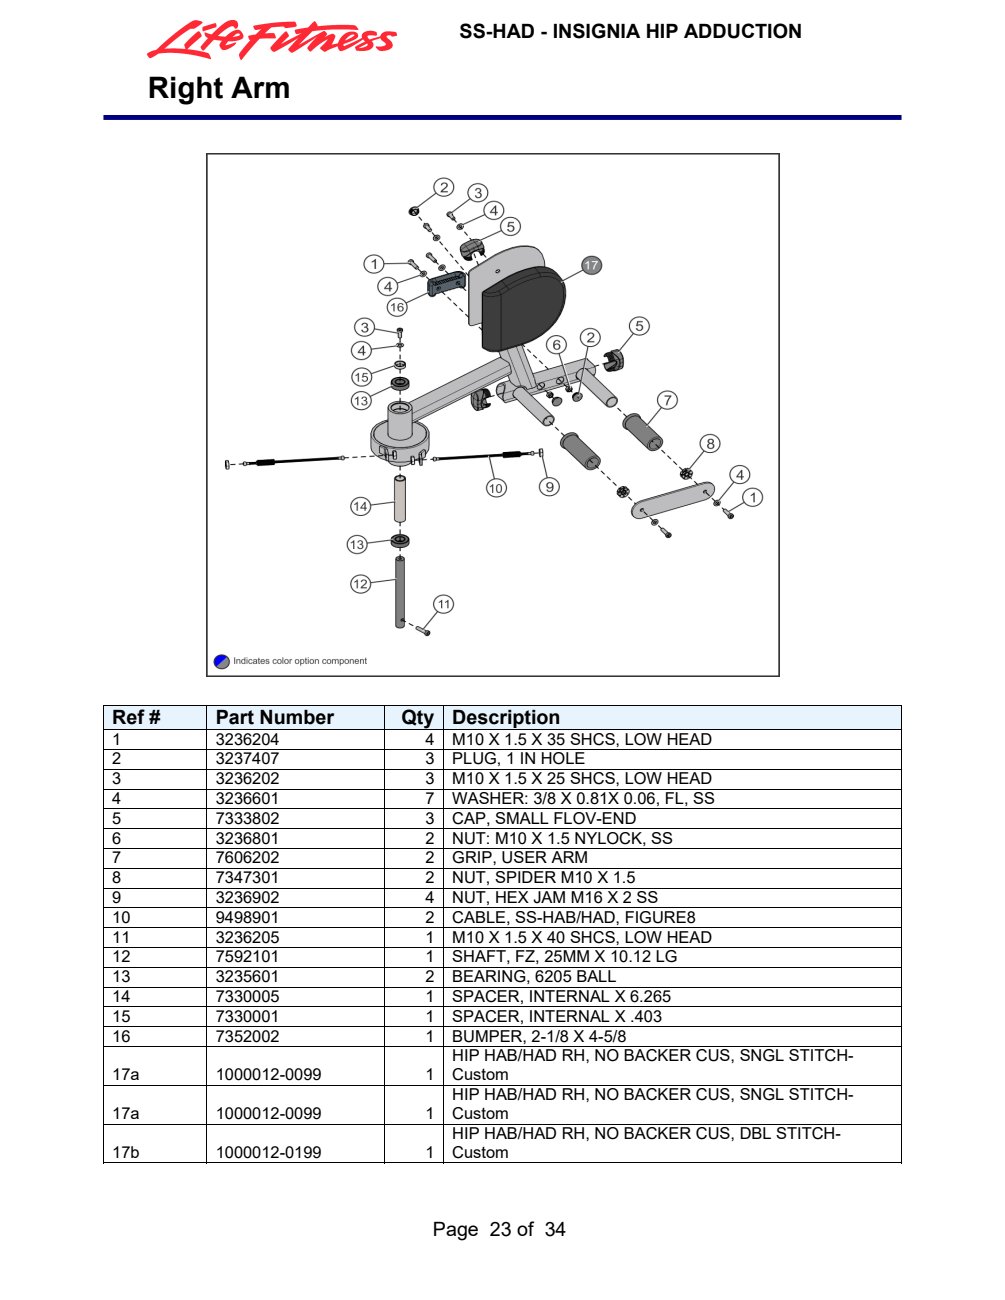 Life Fitness
SS-HAD - INSIGNIA HIP ADDUCTION
Right Arm
2
3
4
5
1
4
16
17
3
4
15
13
6
2
5
7
8
4
1
10
9
14
13
12
11
Indicates color option component
Ref # Part Number Qty Description
1 3236204 4 M10 X 1.5 X 35 SHCS, LOW HEAD
2 3237407 3 PLUG, 1 IN HOLE
3 3236202 3 M10 X 1.5 X 25 SHCS, LOW HEAD
4 3236601 7 WASHER: 3/8 X 0.81X 0.06, FL, SS
5 7333802 3 CAP, SMALL FLOV-END
6 3236801 2 NUT: M10 X 1.5 NYLOCK, SS
7 7606202 2 GRIP, USER ARM
8 7347301 2 NUT, SPIDER M10 X 1.5
9 3236902 4 NUT, HEX JAM M16 X 2 SS
10 9498901 2 CABLE, SS-HAB/HAD, FIGURE8
11 3236205 1 M10 X 1.5 X 40 SHCS, LOW HEAD
12 7592101 1 SHAFT, FZ, 25MM X 10.12 LG
13 3235601 2 BEARING, 6205 BALL
14 7330005 1 SPACER, INTERNAL X 6.265
15 7330001 1 SPACER, INTERNAL X .403
16 7352002 1 BUMPER, 2-1/8 X 4-5/8
HIP HAB/HAD RH, NO BACKER CUS, SNGL STITCH-
17a 1000012-0099 1 Custom
HIP HAB/HAD RH, NO BACKER CUS, SNGL STITCH-
17a 1000012-0099 1 Custom
HIP HAB/HAD RH, NO BACKER CUS, DBL STITCH-
17b 1000012-0199 1 Custom
Page 23 of 34